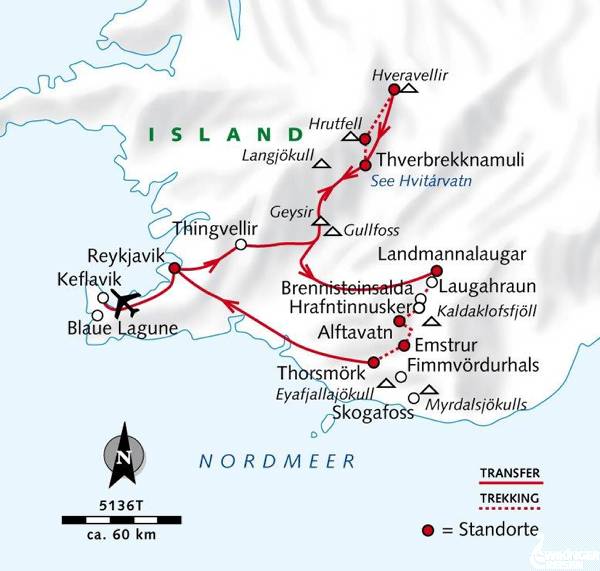 Hveravellir
Hrutfell
ISLAND
Langjökull
Thverbrekknamuli
See Hvitárvatn
Geysir
Gullfoss
Thingvellir
Reykjavik
Landmannalaugar
Keflavik
Brennisteinsalda
Laugahraun
Hrafntinnusker
Kaldaklofsfjöll
Blaue Lagune
Alftavatn
Emstrur
Thorsmörk
Fimmvördurhals
Eyafjallajökull
Skogafoss
Myrdalsjökulls
N
NORDMEER
5136T
ca. 60 km
TRANSFER
TREKKING
= Standorte